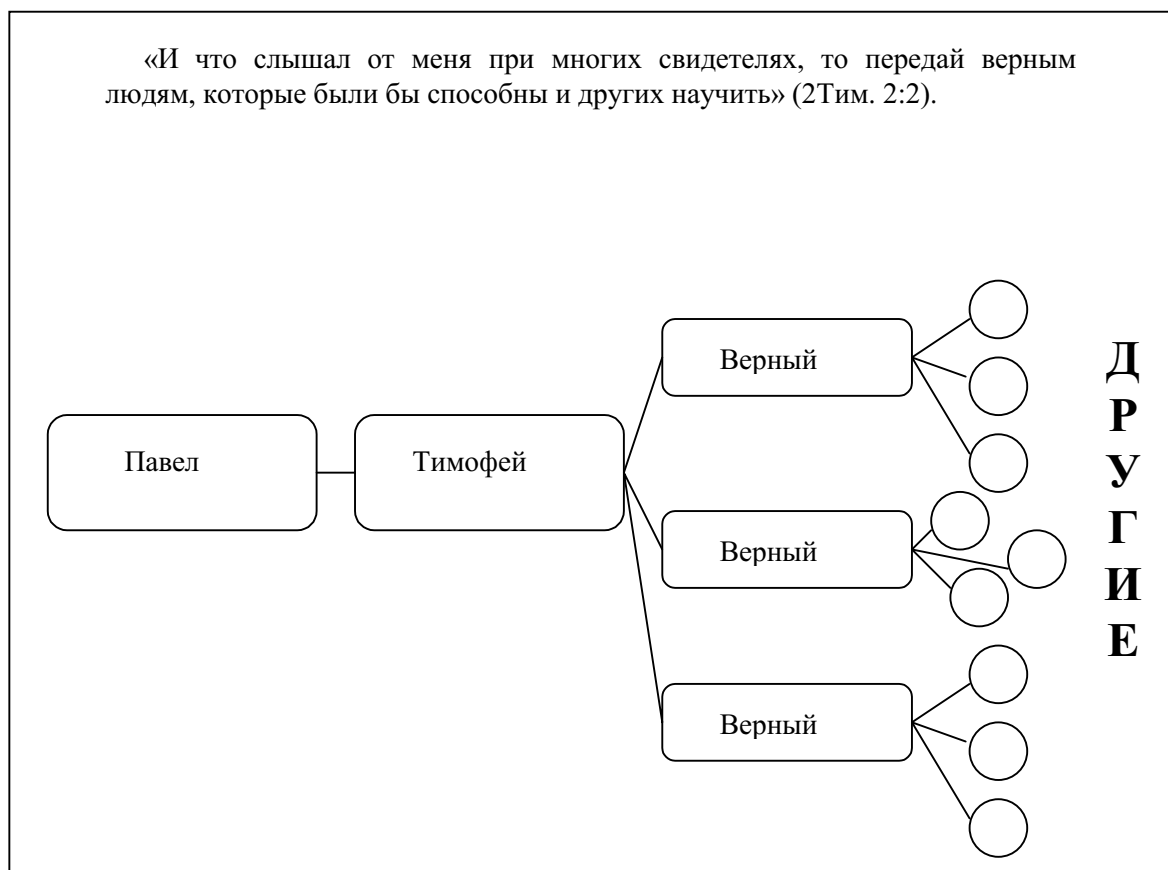 «И что слышал от меня при многих свидетелях, то передай верным
людям, которые были бы способны и других научить» (2Тим. 2:2).
Верный
Павел
Тимофей
Верный
Верный
ДРУГИЕ